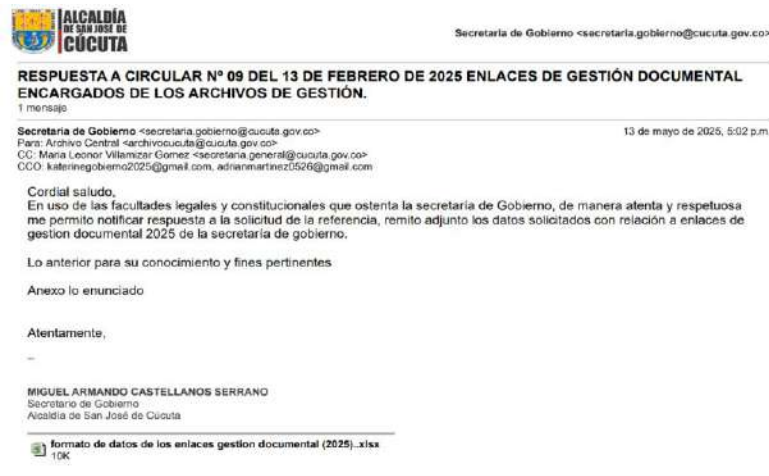 ALCALDÍA
DE SAN JOSÉ DE
CÚCUTA
Secretaria de Gobierno <secretaria.gobierno@cucuta.gov.co>
RESPUESTA A CIRCULAR Nº 09 DEL 13 DE FEBRERO DE 2025 ENLACES DE GESTIÓN DOCUMENTAL
ENCARGADOS DE LOS ARCHIVOS DE GESTIÓN.
1 mensaje
Secretaria de Gobierno <secretaria.gobierno@cucuta.gov.co>
13 de mayo de 2025, 5:02 p.m.
Para: Archivo Central <archivocucuta@cucuta.gov.co>
CC: Maria Leonor Villamizar Gomez <secretaria.general@cucuta.gov.co>
CCO: katerinegobierno2025@gmail.com, adrianmartinez0526@gmail.com
Cordial saludo,
En uso de las facultades legales y constitucionales que ostenta la secretaría de Gobierno, de manera atenta y respetuosa
me permito notificar respuesta a la solicitud de la referencia, remito adjunto los datos solicitados con relación a enlaces de
gestion documental 2025 de la secretaría de gobierno.
Lo anterior para su conocimiento y fines pertinentes
Anexo lo enunciado
Atentamente,
--
MIGUEL ARMANDO CASTELLANOS SERRANO
Secretario de Gobierno
Alcaldía de San José de Cúcuta
formato de datos de los enlaces gestion documental (2025)..xlsx
10K